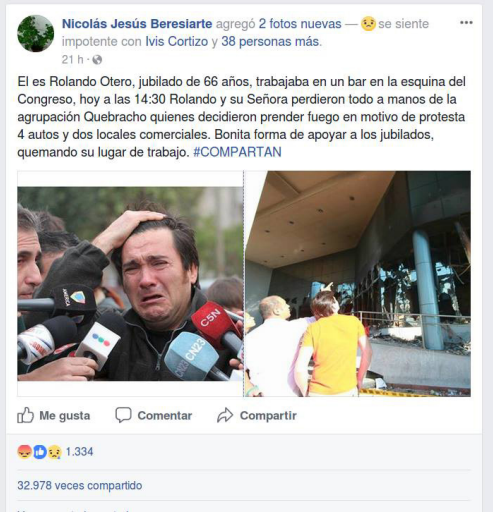 Nicolás Jesús Beresiarte agregó 2 fotos nuevas — se siente
impotente con Ivis Cortizo y 38 personas más.
21 h ·
El es Rolando Otero, jubilado de 66 años, trabajaba en un bar en la esquina del
Congreso, hoy a las 14:30 Rolando y su Señora perdieron todo a manos de la
agrupación Quebracho quienes decidieron prender fuego en motivo de protesta
4 autos y dos locales comerciales. Bonita forma de apoyar a los jubilados,
quemando su lugar de trabajo. #COMPARTAN
AMERICA
C5N
CN23
CN23
Me gusta Comentar Compartir
1.334
32.978 veces compartido